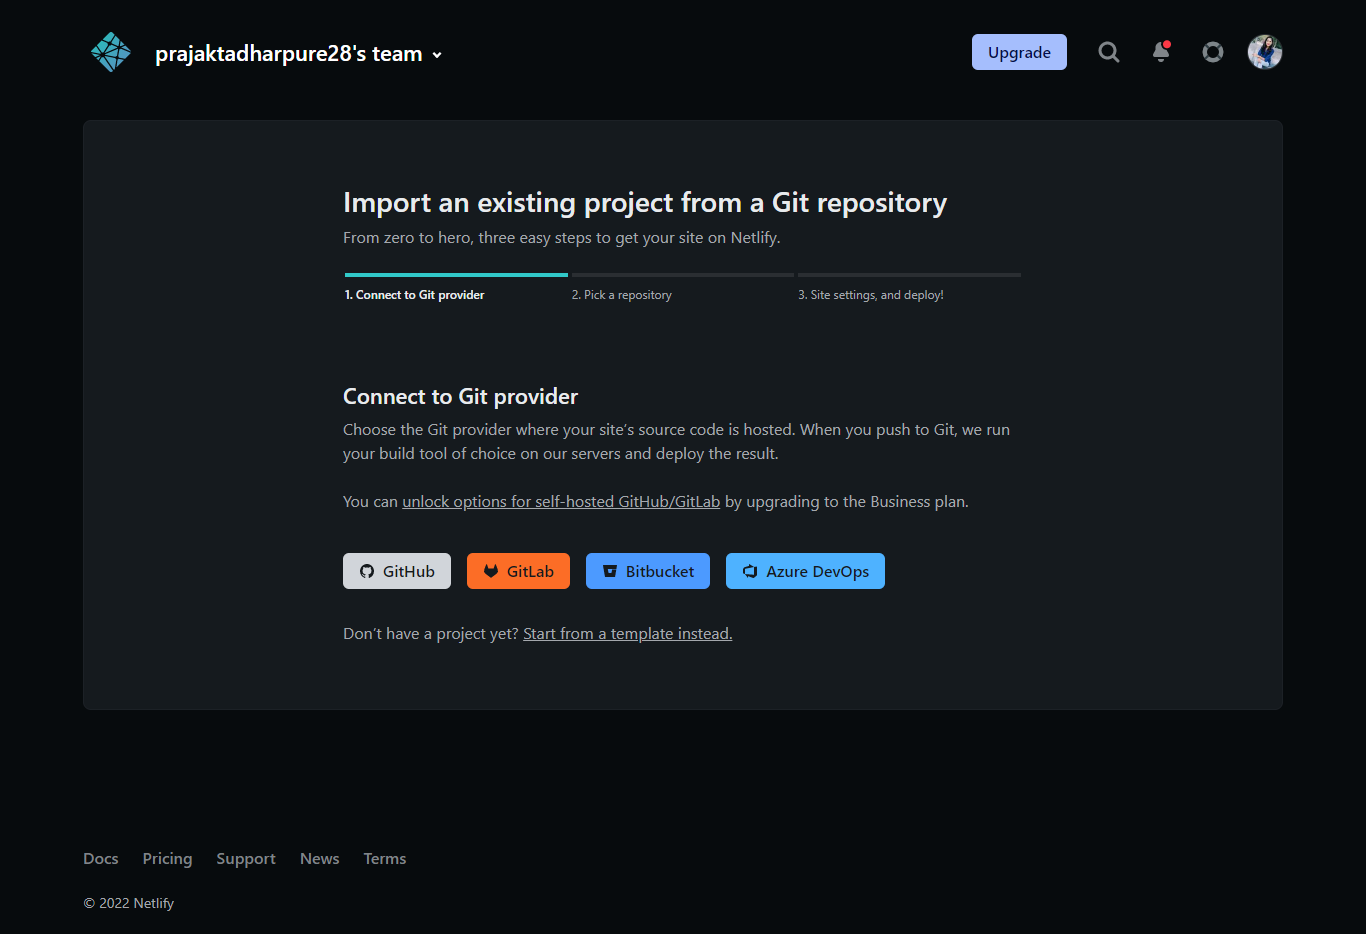 prajaktadharpure28's team
Upgrade
Import an existing project from a Git repository
From zero to hero, three easy steps to get your site on Netlify.
1. Connect to Git provider
2. Pick a repository
3. Site settings, and deploy!
Connect to Git provider
Choose the Git provider where your site’s source code is hosted. When you push to Git, we run
your build tool of choice on our servers and deploy the result.
You can unlock options for self-hosted GitHub/GitLab by upgrading to the Business plan.
GitHub
GitLab
Bitbucket
Azure DevOps
Don’t have a project yet? Start from a template instead.
Docs
Pricing
Support
News
Terms
© 2022 Netlify